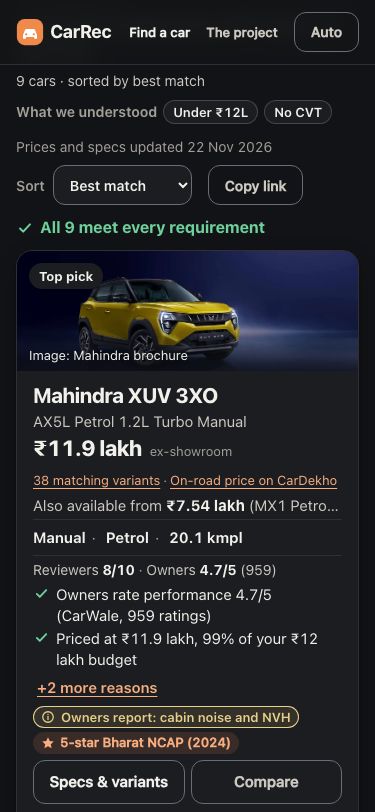 CarRec
Find a car
The project
Auto
9 cars · sorted by best match
What we understood
Under ₹12L
No CVT
Prices and specs updated 22 Nov 2026
Sort
Best match
Copy link
All 9 meet every requirement
Top pick
Image: Mahindra brochure
Mahindra XUV 3XO
AX5L Petrol 1.2L Turbo Manual
₹11.9 lakh ex-showroom
38 matching variants · On-road price on CarDekho
Also available from ₹7.54 lakh (MX1 Petro...
Manual · Petrol · 20.1 kmpl
Reviewers 8/10 · Owners 4.7/5 (959)
Owners rate performance 4.7/5
(CarWale, 959 ratings)
Priced at ₹11.9 lakh, 99% of your ₹12
lakh budget
+2 more reasons
Owners report: cabin noise and NVH
5-star Bharat NCAP (2024)
Specs & variants
Compare